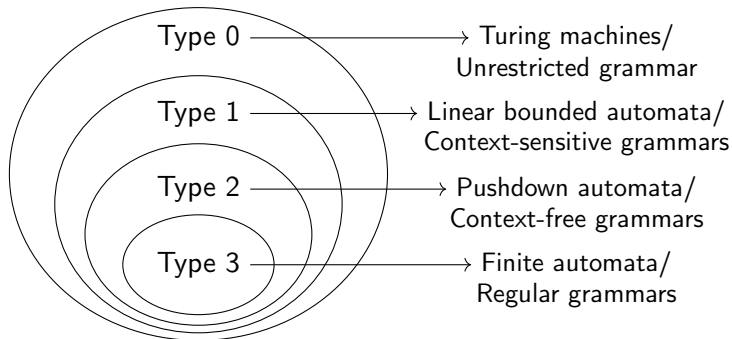 Type 0
Turing machines/
Unrestricted grammar
Type 1
Linear bounded automata/
Context-sensitive grammars
Type 2
Pushdown automata/
Context-free grammars
Type 3
Finite automata/
Regular grammars